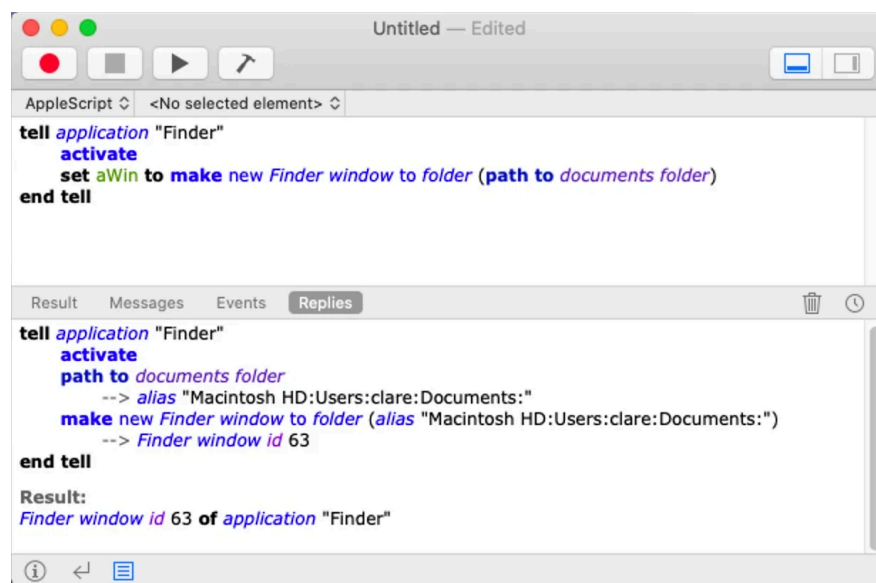 Untitled — Edited
AppleScript <No selected element>
tell application "Finder"
activate
set aWin to make new Finder window to folder (path to documents folder)
end tell
Result Messages Events Replies
tell application "Finder"
activate
path to documents folder
--> alias "Macintosh HD:Users:clare:Documents:"
make new Finder window to folder (alias "Macintosh HD:Users:clare:Documents:")
--> Finder window id 63
end tell
Result:
Finder window id 63 of application "Finder"